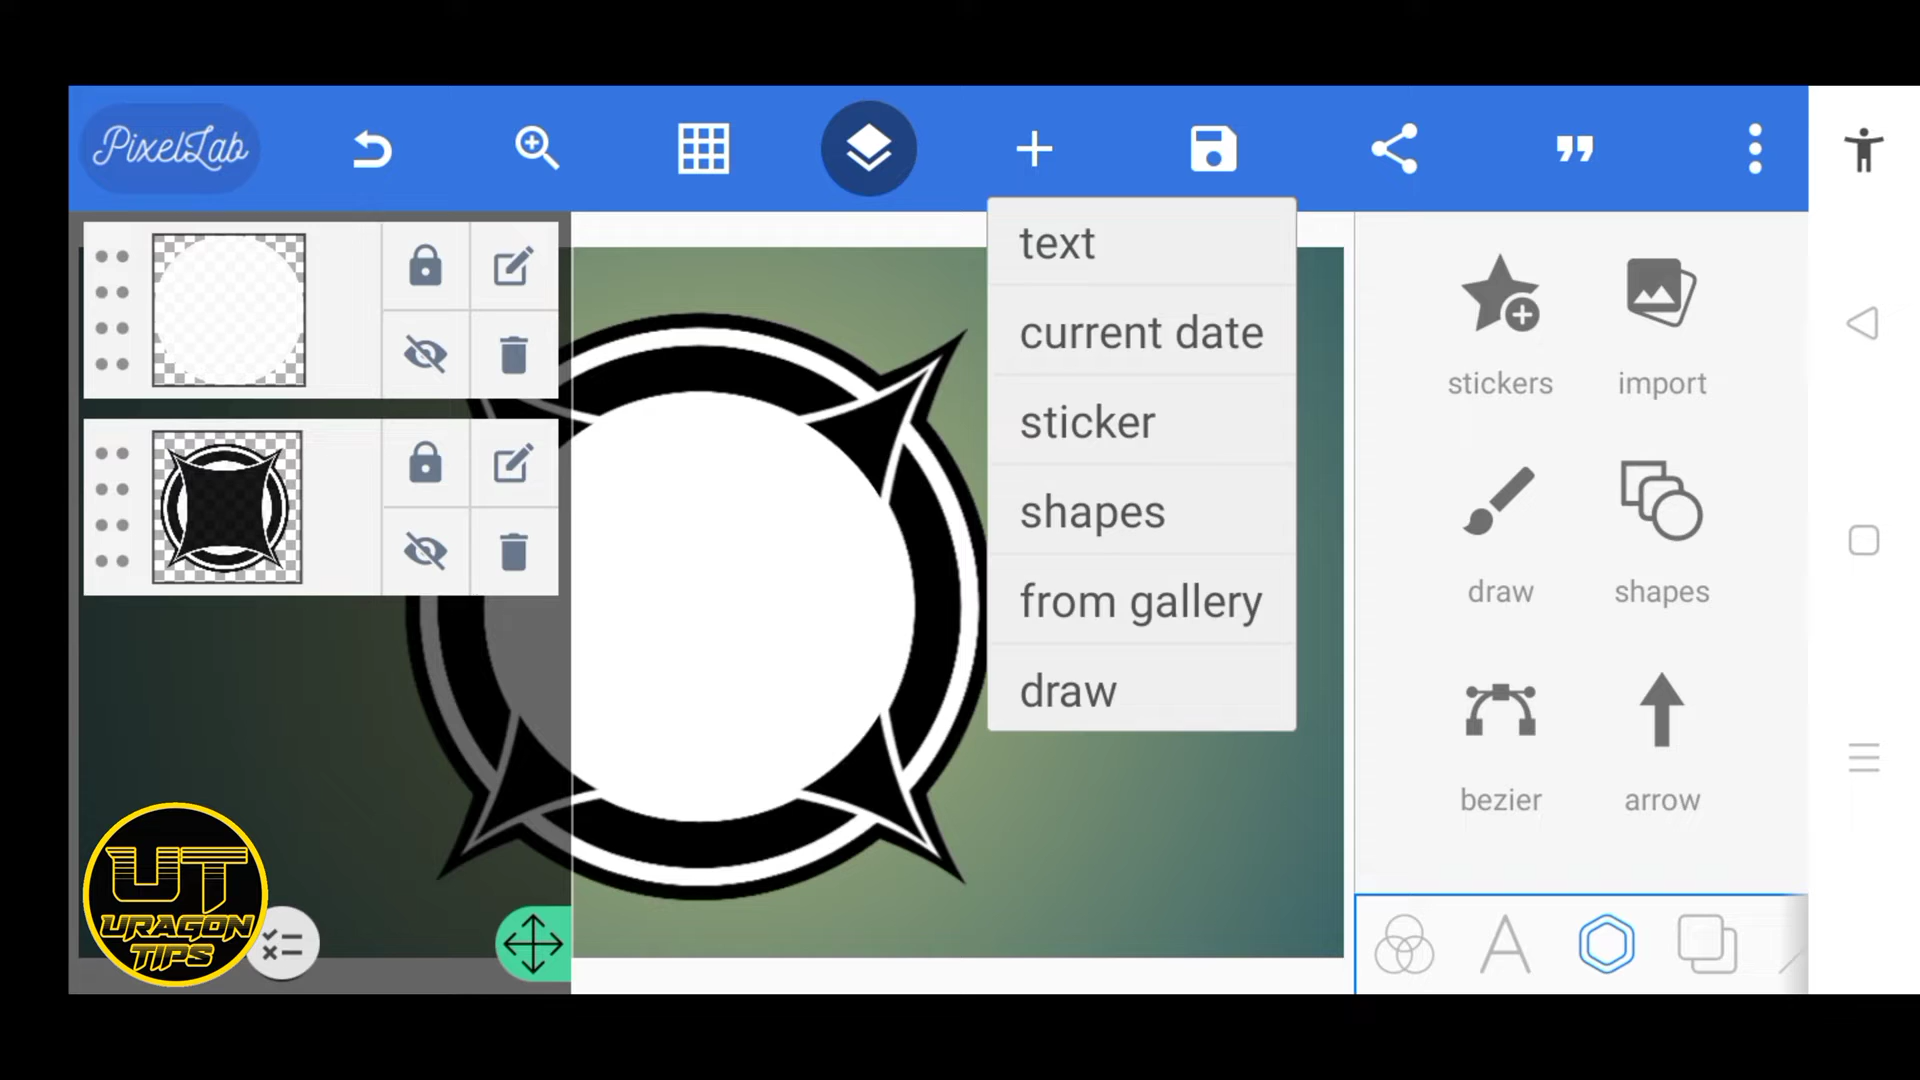 PixelLab
text
current date
sticker
shapes
from gallery
draw
stickers
import
draw
shapes
bezier
arrow
UT
URAGON
TIPS